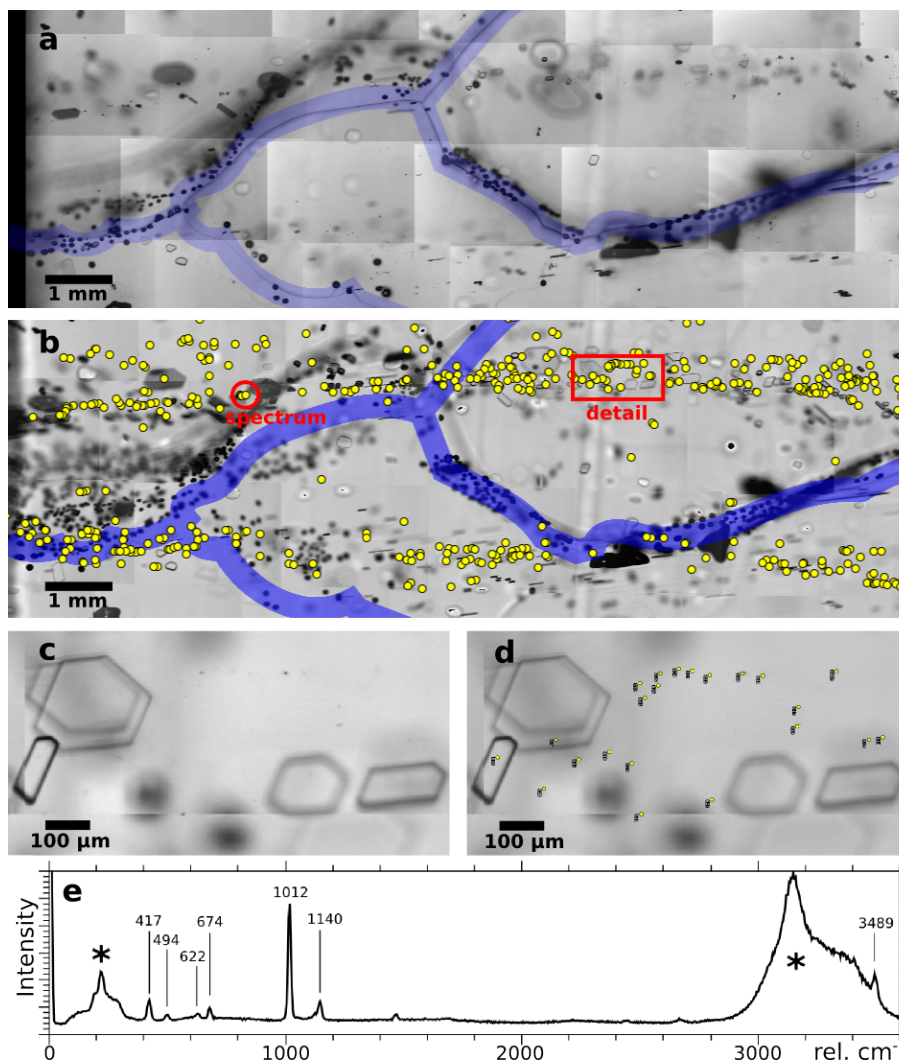 a
1 mm
b
spectrum
detail
1 mm
c
d
100 µm
100 µm
e
Intensity
417
494
622
674
1012
1140
3489
*
*
0
1000
2000
3000
rel. cm⁻